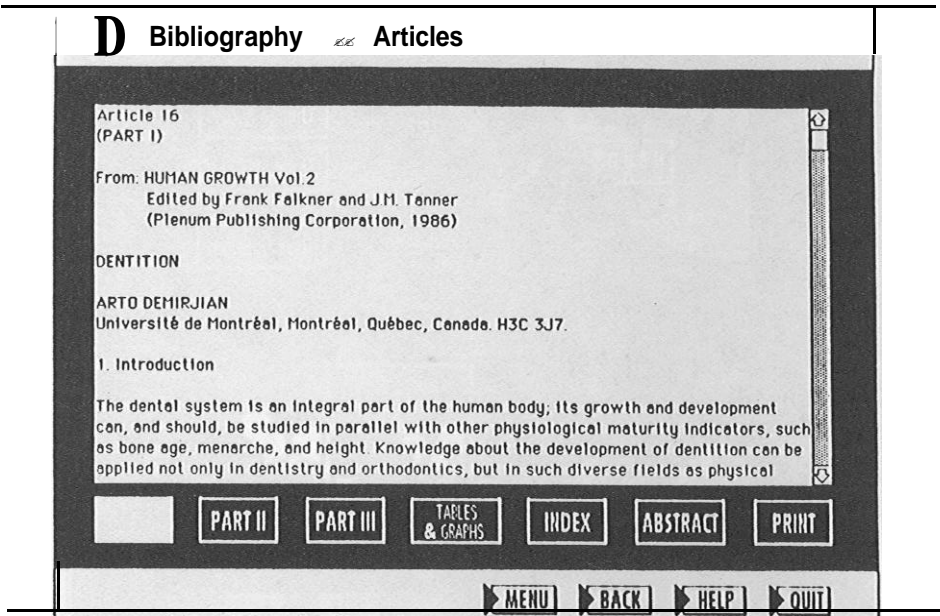 D Bibliography Articles
Article 16
(PART I)
From: HUMAN GROWTH Vol.2
Edited by Frank Falkner and J.M. Tanner
(Plenum Publishing Corporation, 1986)
DENTITION
ARTO DEMIRJIAN
Université de Montréal, Montréal, Québec, Canada. H3C 3J7.
1. Introduction
The dental system is an integral part of the human body; its growth and development
can, and should, be studied in parallel with other physiological maturity indicators, such
as bone age, menarche, and height. Knowledge about the development of dentition can be
applied not only in dentistry and orthodontics, but in such diverse fields as physical
PART II PART III TABLES & GRAPHS INDEX ABSTRACT PRINT
MENU BACK HELP QUIT